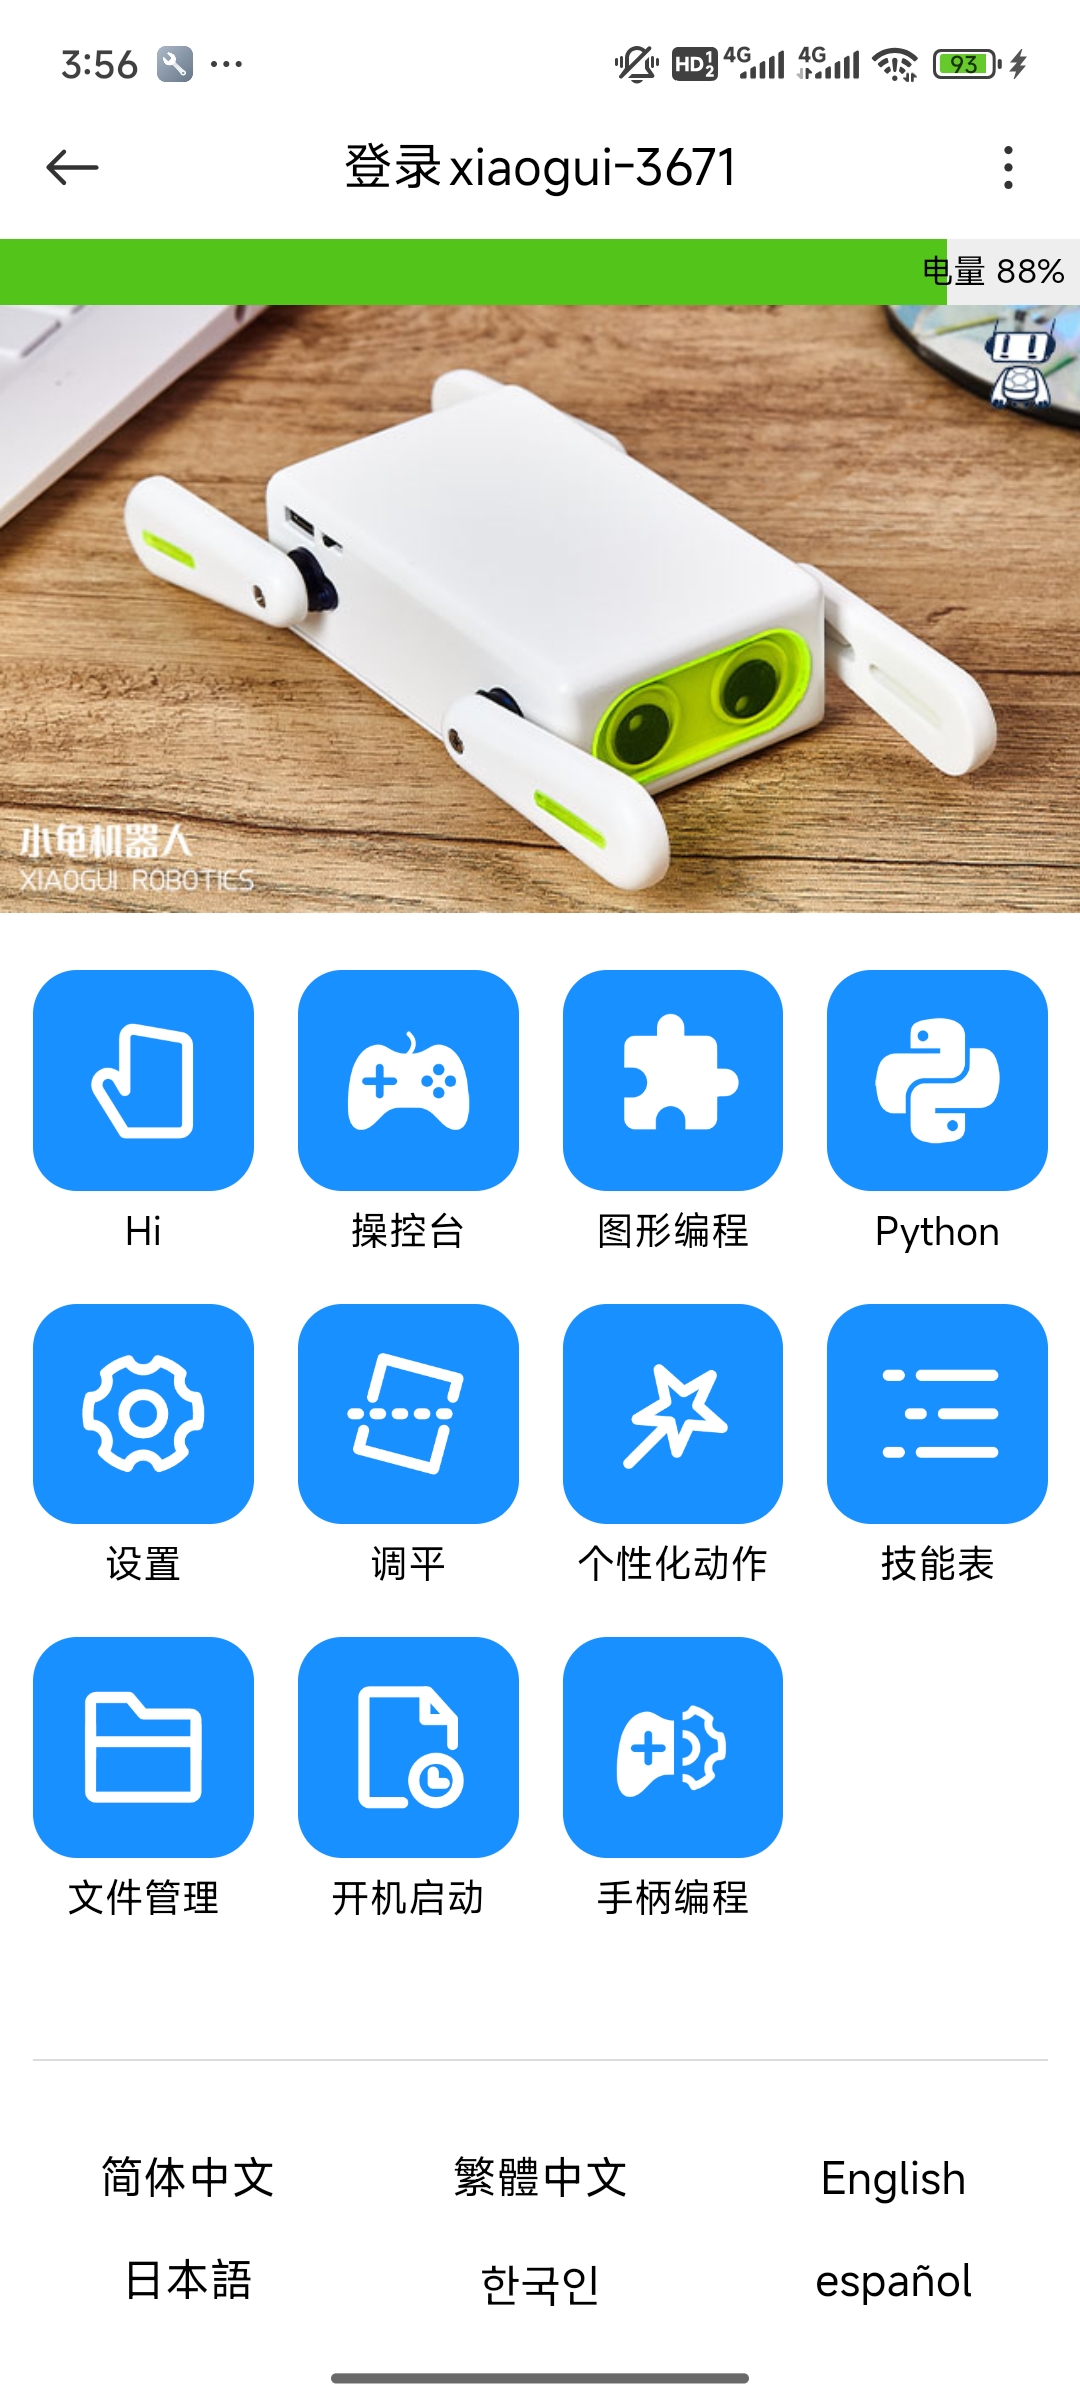 3:56
HD 1 2 4G 4G 93
登录xiaogui-3671
电量 88%
小龟机器人
XIAOGUI ROBOTICS
Hi 操控台 图形编程 Python
设置 调平 个性化动作 技能表
文件管理 开机启动 手柄编程
简体中文 繁體中文 English
日本語 한국인 español